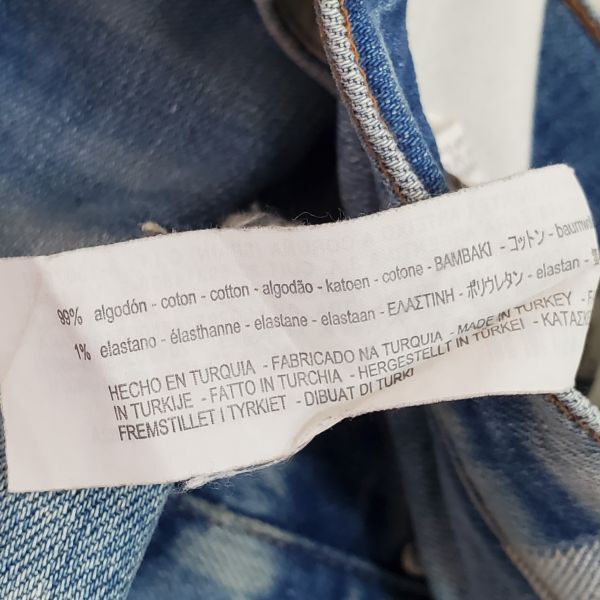 99% algodón - coton - cotton - algodão - katoen - cotone - BAMBAKI - コットン - baumw
1% elastano - élasthanne - elastane - elastaan - ΕΛΑΣΤΙΝΗ - ポリウレタン - elastan -
HECHO EN TURQUIA - FABRICADO NA TURQUIA - MADE IN TURKEY -
IN TURKIJE - FATTO IN TURCHIA - HERGESTELLT IN TÜRKEI - ΚΑΤΑΣΚ
FREMSTILLET I TYRKIET - DIBUAT DI TURKI